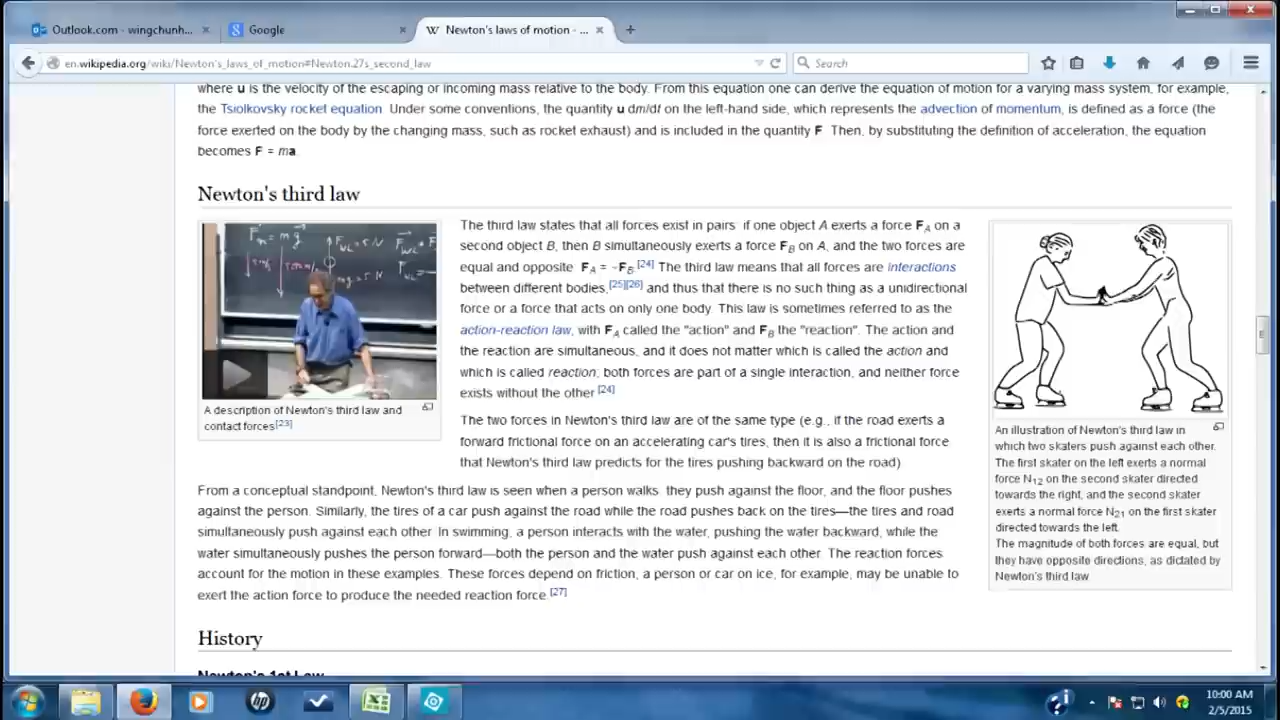 Outlook.com - wingchunh...
Google
Newton's laws of motion - ...
en.wikipedia.org/wiki/Newton's_laws_of_motion#Newton.27s_second_law
Search
where u is the velocity of the escaping or incoming mass relative to the body. From this equation one can derive the equation of motion for a varying mass system, for example,
the Tsiolkovsky rocket equation. Under some conventions, the quantity u dm/dt on the left-hand side, which represents the advection of momentum, is defined as a force (the
force exerted on the body by the changing mass, such as rocket exhaust) and is included in the quantity F. Then, by substituting the definition of acceleration, the equation
becomes F = ma.
Newton's third law
The third law states that all forces exist in pairs: if one object A exerts a force FA on a
second object B, then B simultaneously exerts a force FB on A, and the two forces are
equal and opposite: FA = −FB.[24] The third law means that all forces are interactions
between different bodies,[25][26] and thus that there is no such thing as a unidirectional
force or a force that acts on only one body. This law is sometimes referred to as the
action-reaction law, with FA called the "action" and FB the "reaction". The action and
the reaction are simultaneous, and it does not matter which is called the action and
which is called reaction; both forces are part of a single interaction, and neither force
exists without the other.[24]
A description of Newton's third law and
contact forces[23]
The two forces in Newton's third law are of the same type (e.g., if the road exerts a
forward frictional force on an accelerating car's tires, then it is also a frictional force
that Newton's third law predicts for the tires pushing backward on the road).
From a conceptual standpoint, Newton's third law is seen when a person walks: they push against the floor, and the floor pushes
against the person. Similarly, the tires of a car push against the road while the road pushes back on the tires—the tires and road
simultaneously push against each other. In swimming, a person interacts with the water, pushing the water backward, while the
water simultaneously pushes the person forward—both the person and the water push against each other. The reaction forces
account for the motion in these examples. These forces depend on friction; a person or car on ice, for example, may be unable to
exert the action force to produce the needed reaction force.[27]
An illustration of Newton's third law in
which two skaters push against each other.
The first skater on the left exerts a normal
force N12 on the second skater directed
towards the right, and the second skater
exerts a normal force N21 on the first skater
directed towards the left.
The magnitude of both forces are equal, but
they have opposite directions, as dictated by
Newton's third law.
History
Newton's 1st Law
hp
10:00 AM
2/5/2015